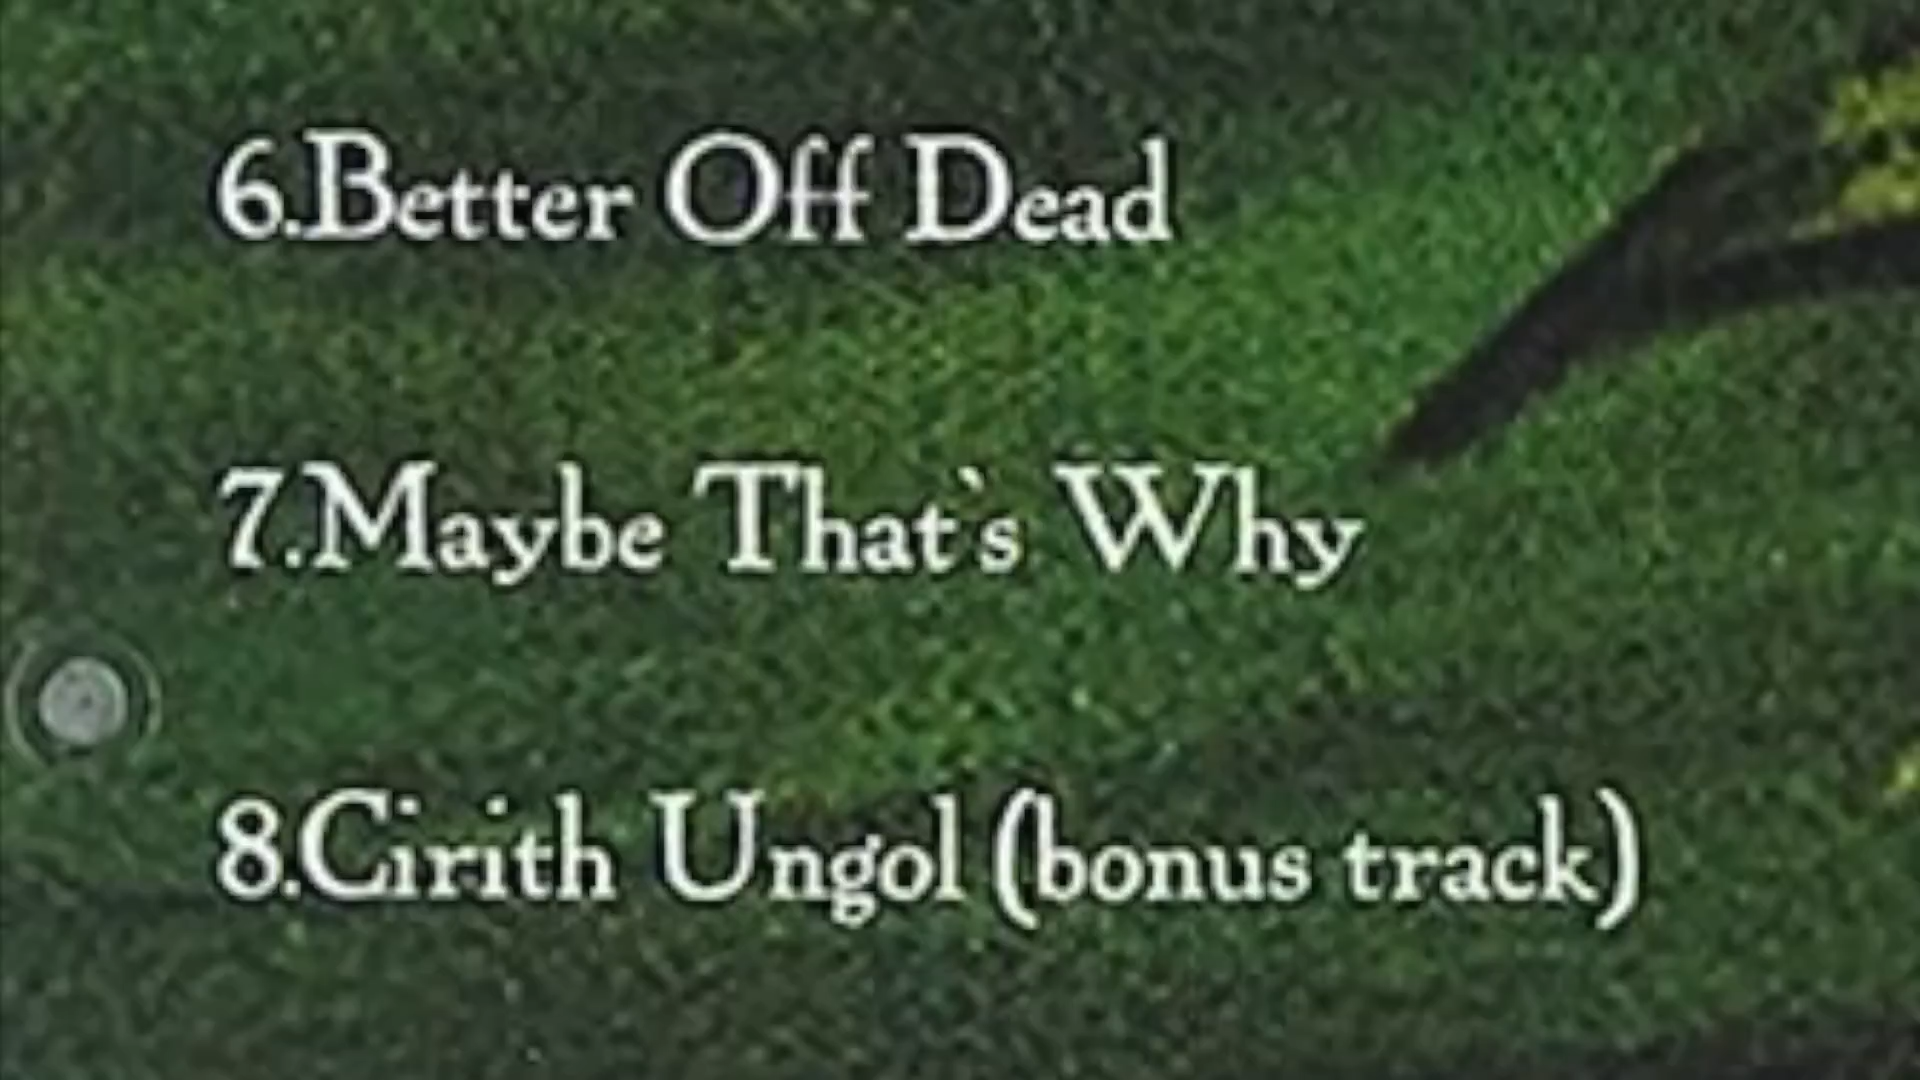 6.Better Off Dead
7.Maybe That`s Why
8.Cirith Ungol (bonus track)